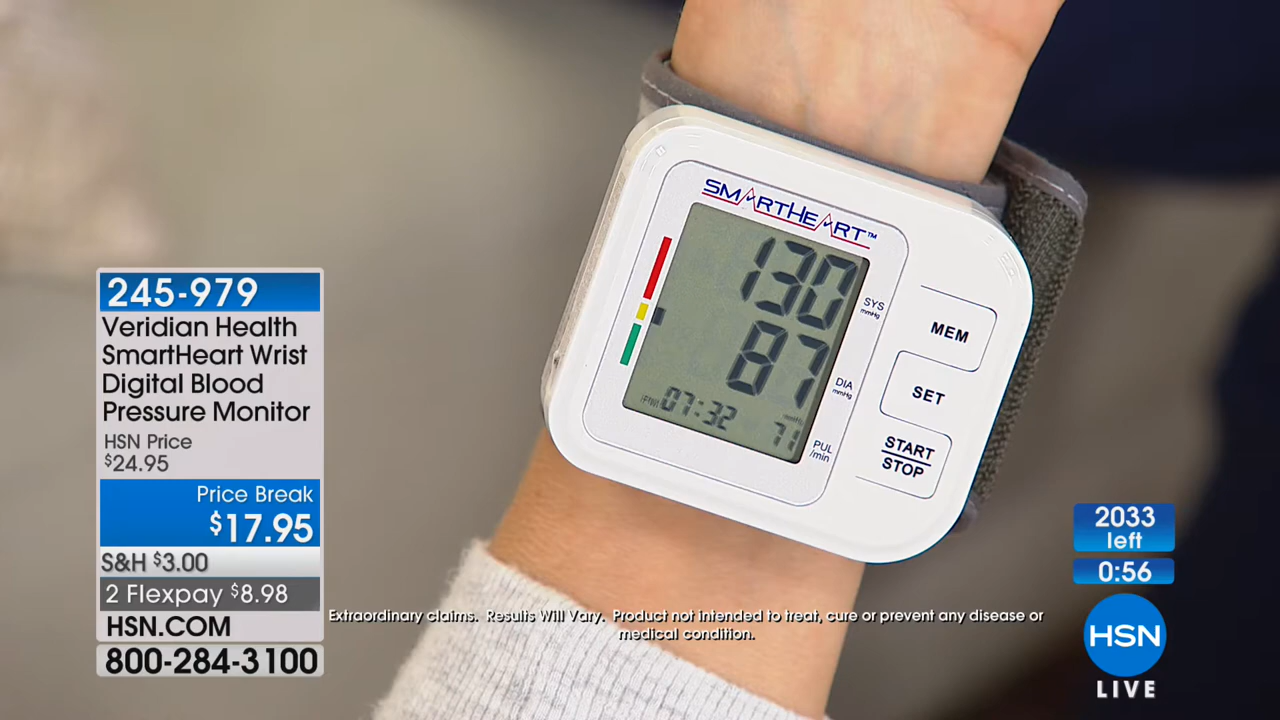 245-979
Veridian Health
SmartHeart Wrist
Digital Blood
Pressure Monitor
HSN Price
$24.95
Price Break
$17.95
S&H $3.00
2 Flexpay $8.98
HSN.COM
800-284-3100
SMARTHEART™
130
SYS
mmHg
87
DIA
mmHg
07:32
mmHg
71
PUL
/min
MEM
SET
START
STOP
Extraordinary claims. Results Will Vary. Product not intended to treat, cure or prevent any disease or
medical condition.
2033
left
0:56
HSN
LIVE